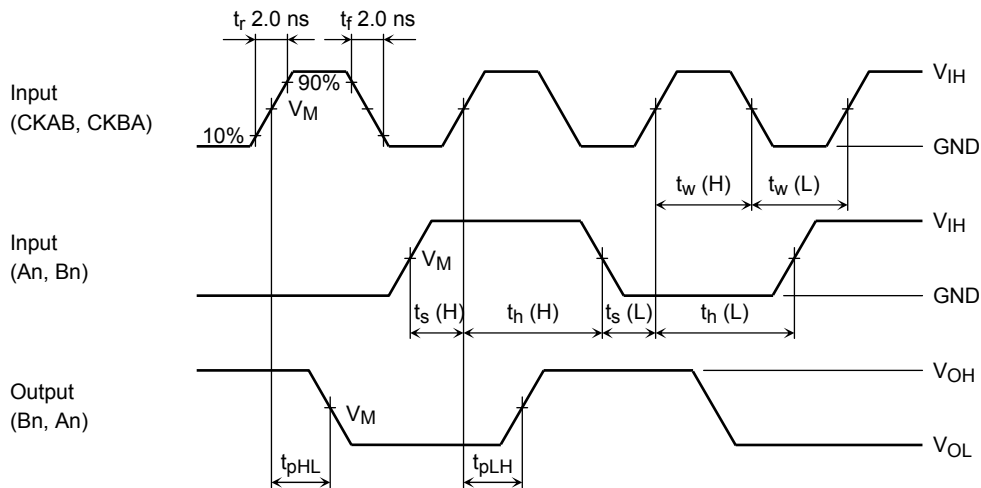 tr 2.0 ns
tf 2.0 ns
Input
(CKAB, CKBA)
90%
VM
10%
VIH
GND
tw (H)
tw (L)
Input
(An, Bn)
VM
VIH
GND
ts (H)
th (H)
ts (L)
th (L)
Output
(Bn, An)
VM
VOH
VOL
tpHL
tpLH